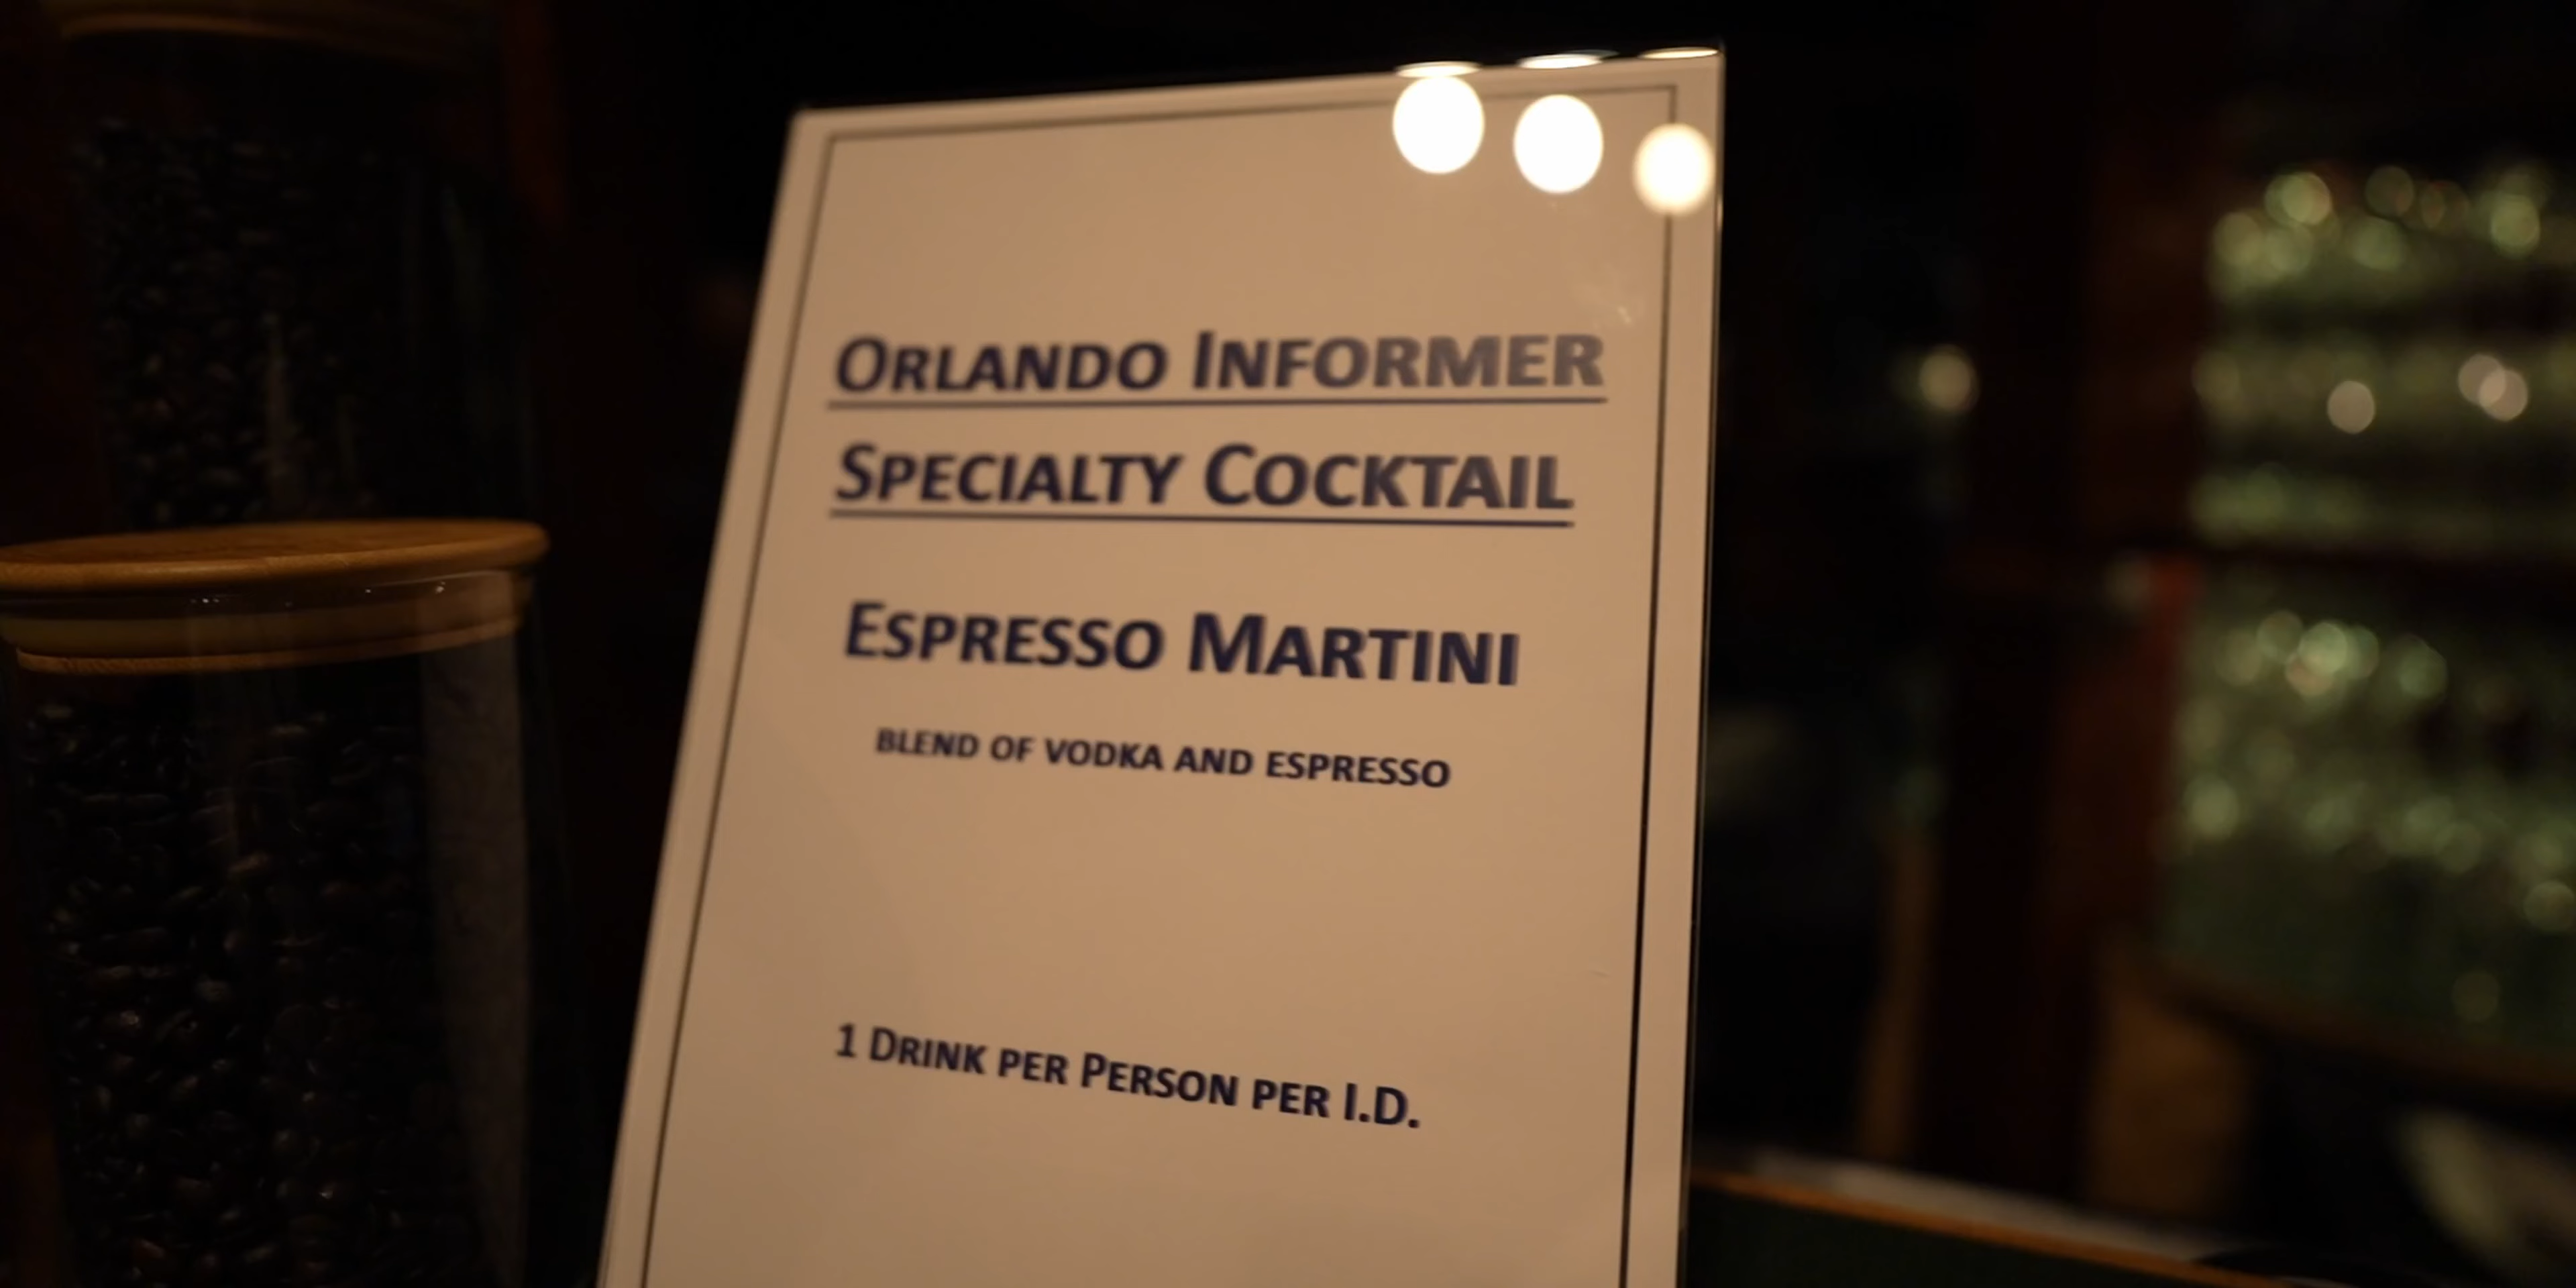 ORLANDO INFORMER
SPECIALTY COCKTAIL
ESPRESSO MARTINI
BLEND OF VODKA AND ESPRESSO
1 DRINK PER PERSON PER I.D.